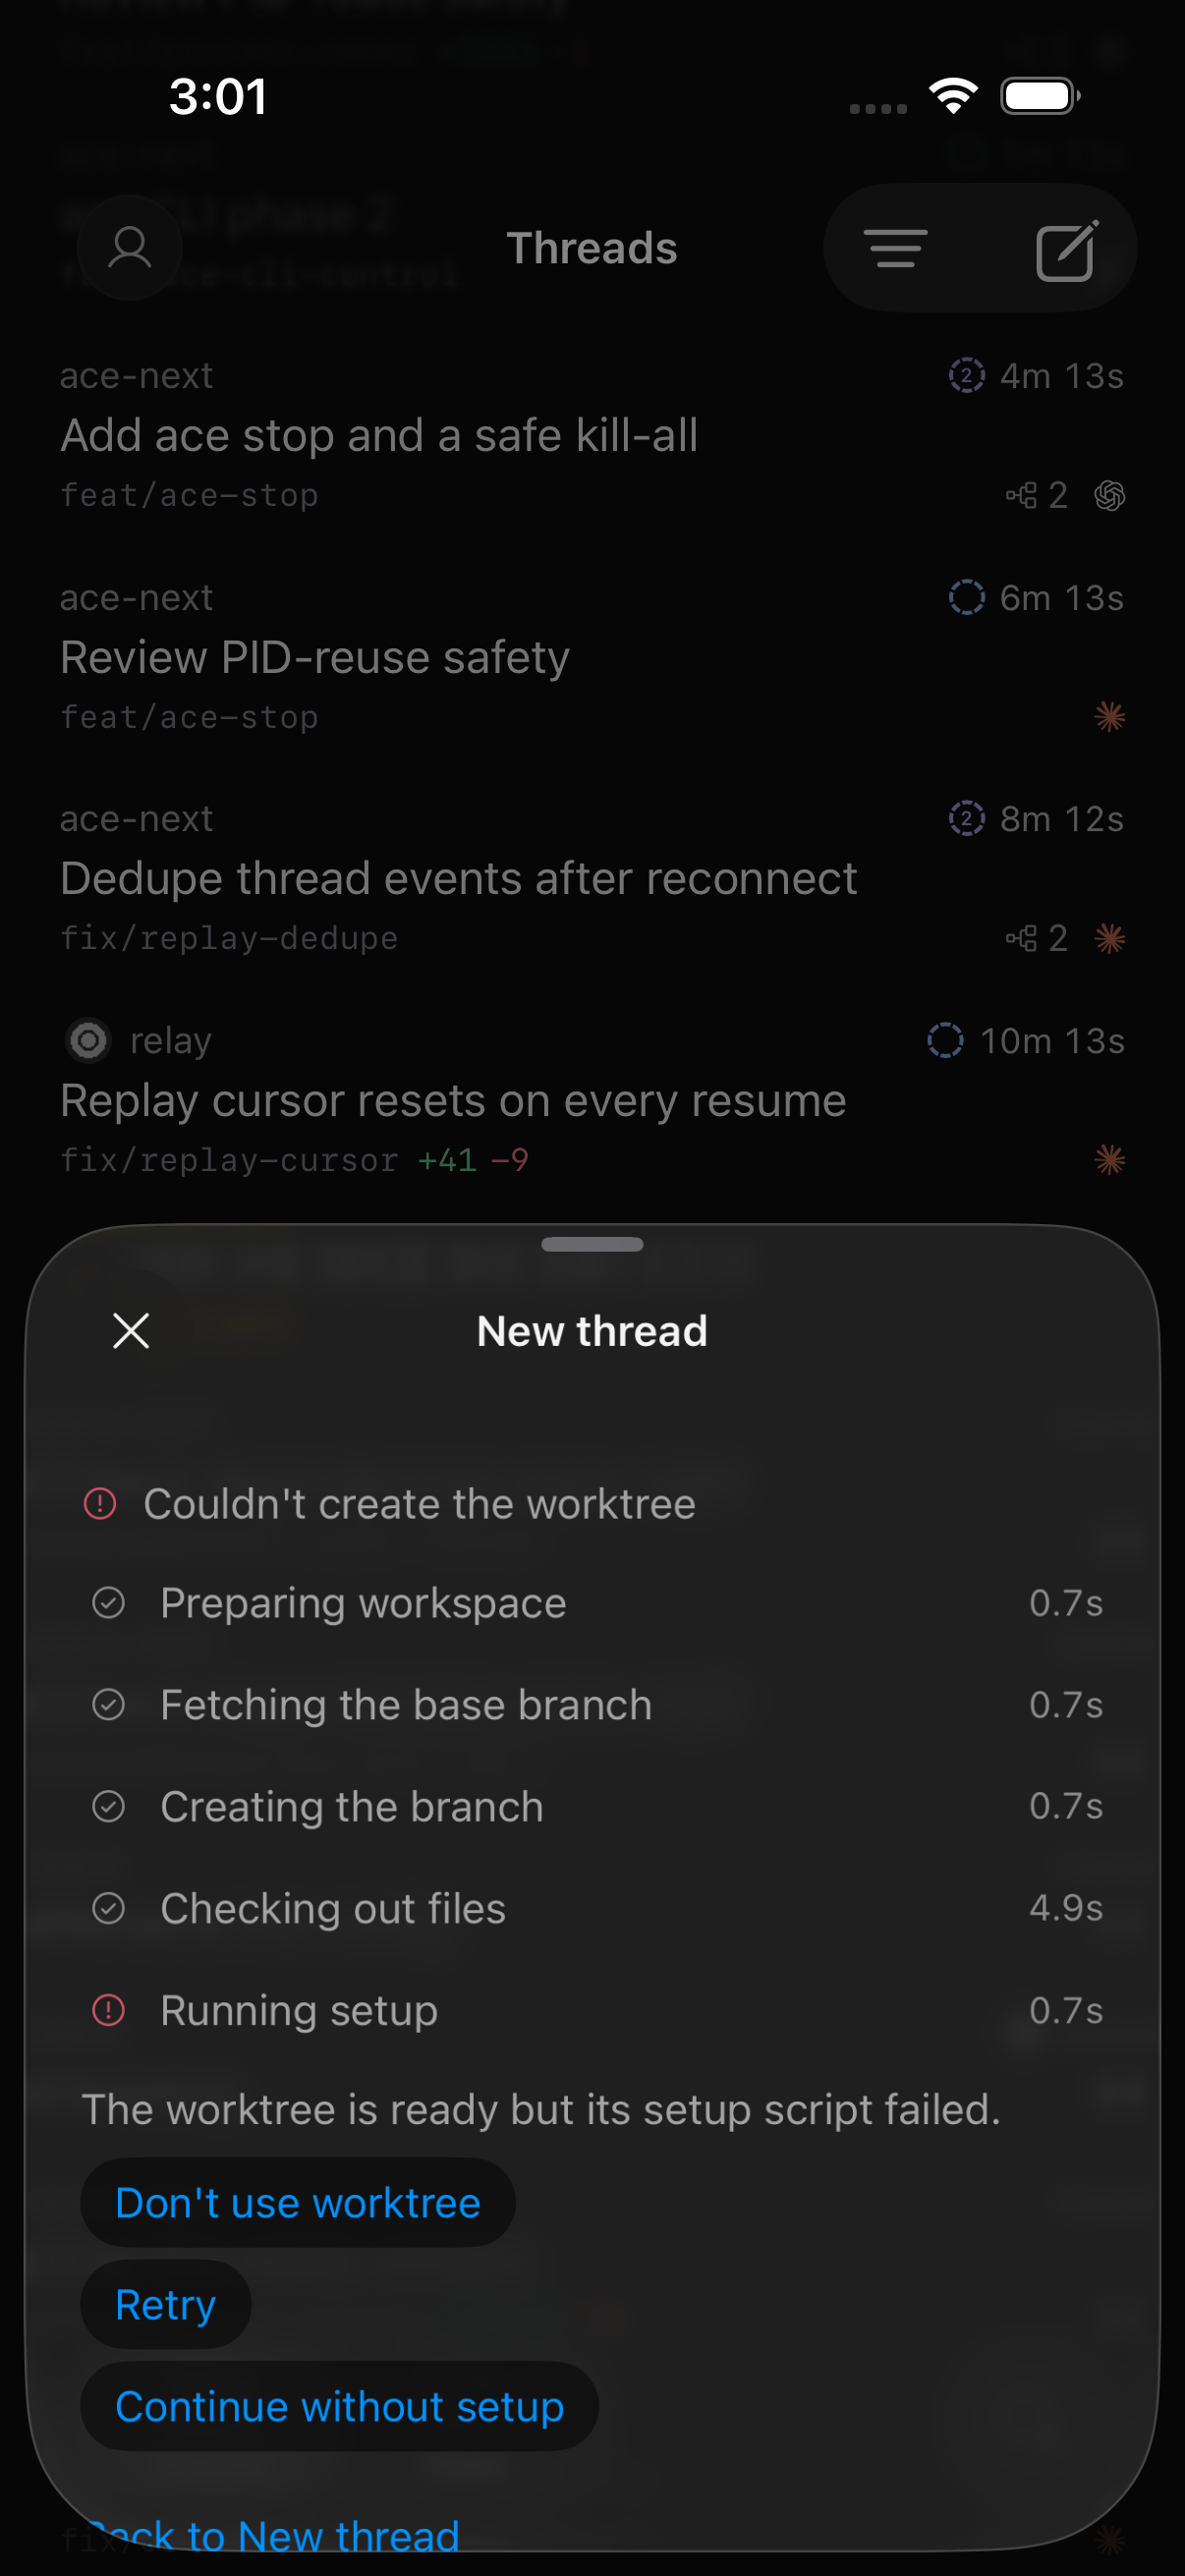 3:01
Threads
ace-next
2 4m 13s
Add ace stop and a safe kill-all
feat/ace-stop
2
ace-next
6m 13s
Review PID-reuse safety
feat/ace-stop
ace-next
2 8m 12s
Dedupe thread events after reconnect
fix/replay-dedupe
2
relay
10m 13s
Replay cursor resets on every resume
fix/replay-cursor +41 -9
New thread
Couldn't create the worktree
Preparing workspace 0.7s
Fetching the base branch 0.7s
Creating the branch 0.7s
Checking out files 4.9s
Running setup 0.7s
The worktree is ready but its setup script failed.
Don't use worktree
Retry
Continue without setup
Back to New thread